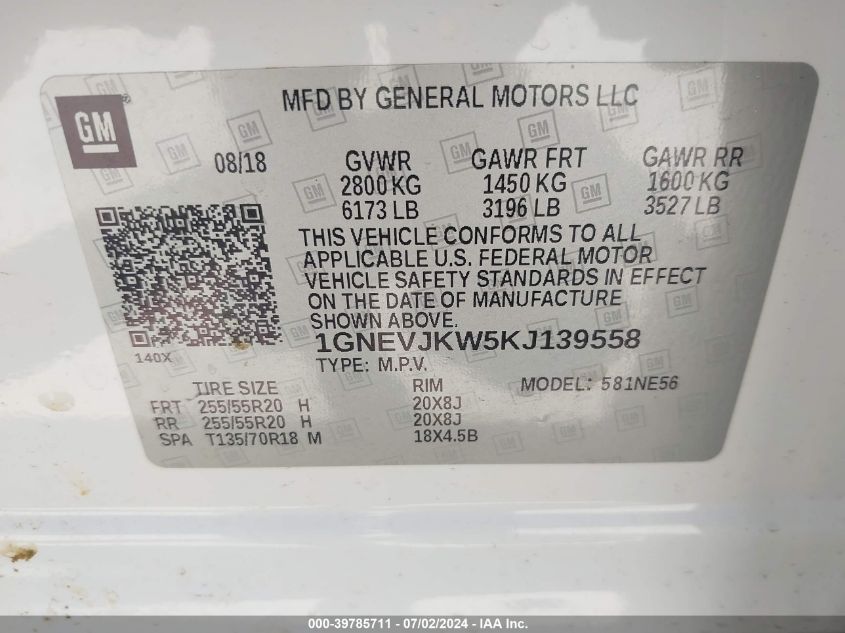 GM ®
MFD BY GENERAL MOTORS LLC
08/18 GVWR GAWR FRT GAWR RR
2800 KG 1450 KG 1600 KG
6173 LB 3196 LB 3527 LB
THIS VEHICLE CONFORMS TO ALL
APPLICABLE U.S. FEDERAL MOTOR
VEHICLE SAFETY STANDARDS IN EFFECT
ON THE DATE OF MANUFACTURE
SHOWN ABOVE.
140X
1GNEVJKW5KJ139558
TYPE: M.P.V. MODEL: 581NE56
TIRE SIZE RIM
FRT 255/55R20 H 20X8J
RR 255/55R20 H 20X8J
SPA T135/70R18 M 18X4.5B
000-39785711 - 07/02/2024 - IAA Inc.